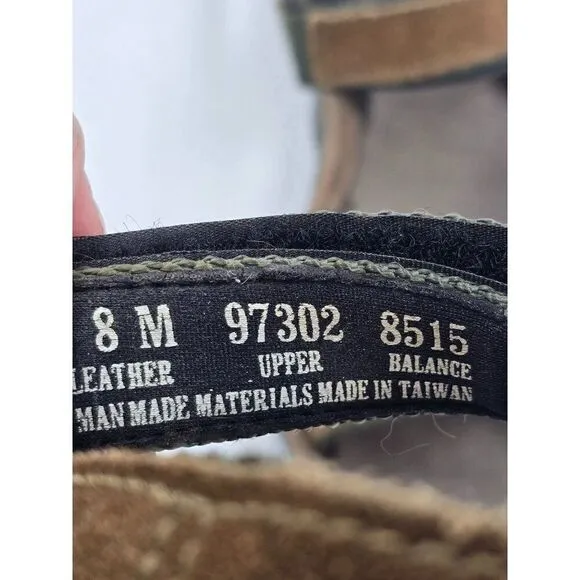 8 M 97302 8515
LEATHER UPPER BALANCE
MAN MADE MATERIALS MADE IN TAIWAN